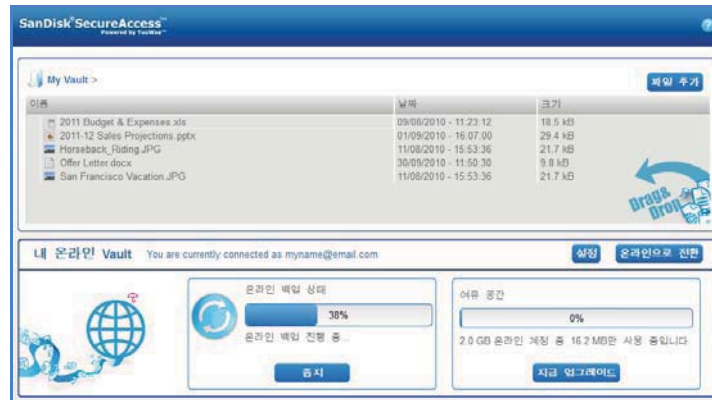 SanDisk® SecureAccess™
Powered by YuuWaa™
?
My Vault >
파일 추가
이름 날짜 크기
2011 Budget & Expenses.xls 09/08/2010 - 11:23:12 18.5 kB
2011-12 Sales Projections.pptx 01/09/2010 - 16:07:00 29.4 kB
Horseback_Riding.JPG 11/08/2010 - 15:53:36 21.7 kB
Offer Letter.docx 30/09/2010 - 11:50:30 9.8 kB
San Francisco Vacation.JPG 11/08/2010 - 15:53:36 21.7 kB
Drag&
Drop
내 온라인 Vault You are currently connected as myname@email.com
설정 온라인으로 전환
온라인 백업 상태
38%
온라인 백업 진행 중...
중지
여유 공간
0%
2.0 GB 온라인 계정 중 16.2 MB만 사용 중입니다
지금 업그레이드